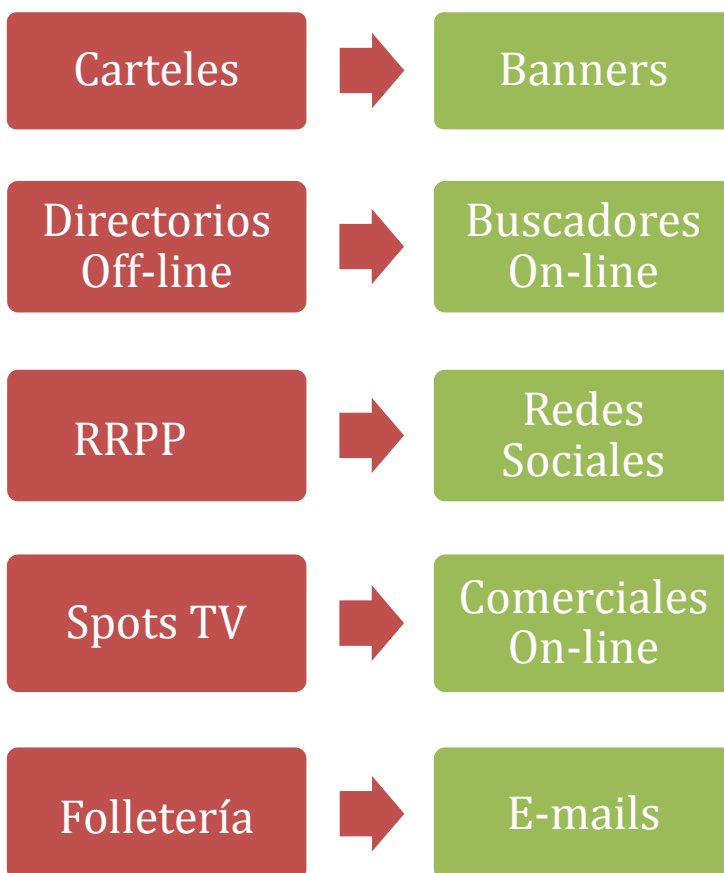 Carteles
Banners
Directorios
Off-line
Buscadores
On-line
RRPP
Redes
Sociales
Spots TV
Comerciales
On-line
Folletería
E-mails